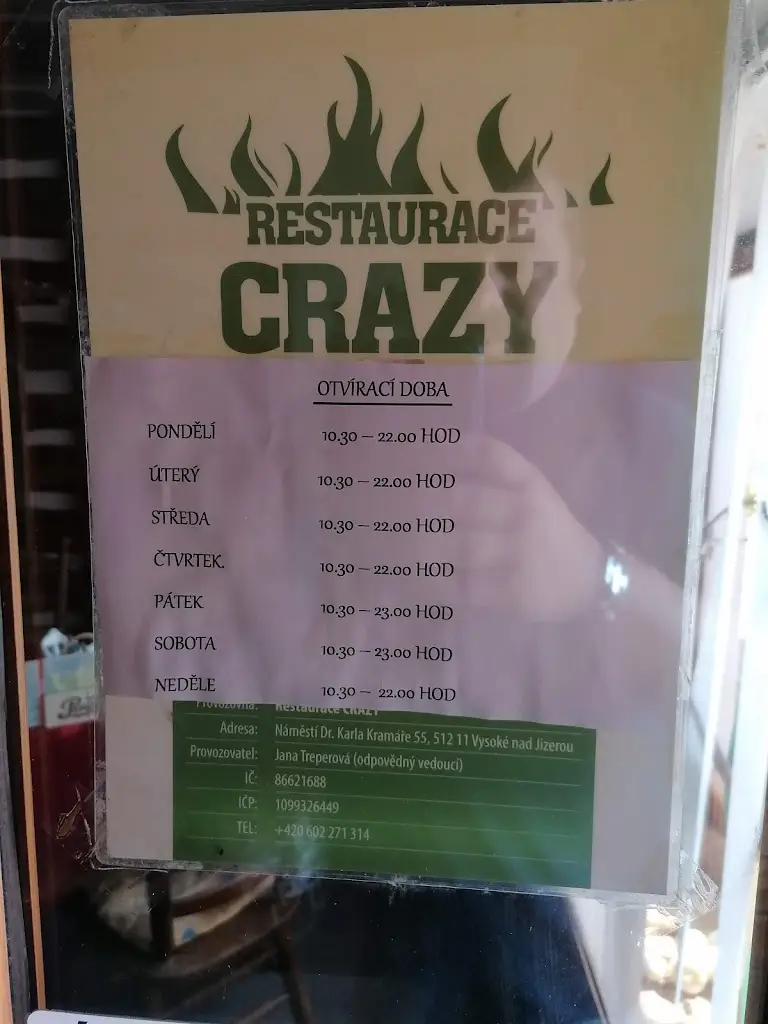 RESTAURACE
CRAZY
OTVÍRACÍ DOBA
PONDĚLÍ 10.30 – 22.00 HOD
ÚTERÝ 10.30 – 22.00 HOD
STŘEDA 10.30 – 22.00 HOD
ČTVRTEK. 10.30 – 22.00 HOD
PÁTEK 10.30 – 23.00 HOD
SOBOTA 10.30 – 23.00 HOD
NEDĚLE 10.30 – 22.00 HOD
Provozovna: Restaurace CRAZY
Adresa: Náměstí Dr. Karla Kramáře 55, 512 11 Vysoké nad Jizerou
Provozovatel: Jana Treperová (odpovědný vedoucí)
IČ: 86621688
IČP: 1099326449
TEL: +420 602 271 314